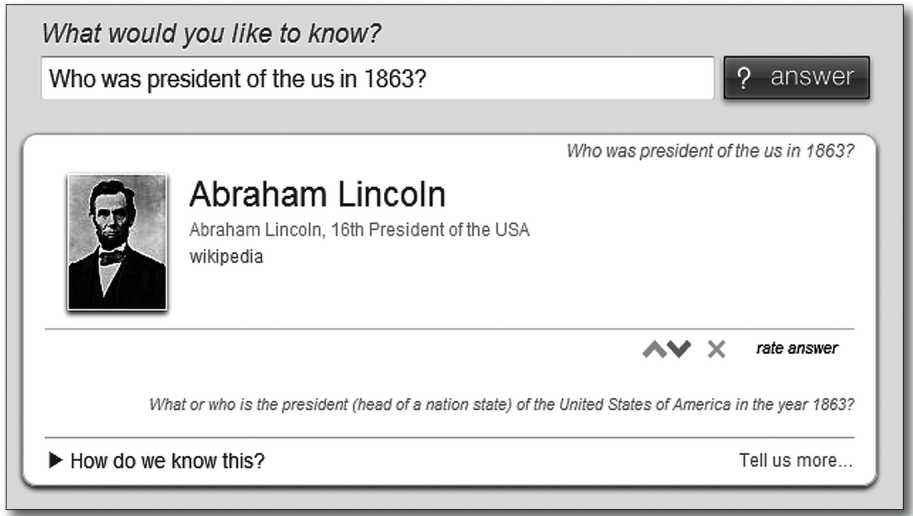 What would you like to know?
Who was president of the us in 1863?
? answer
Who was president of the us in 1863?
Abraham Lincoln
Abraham Lincoln, 16th President of the USA
wikipedia
rate answer
What or who is the president (head of a nation state) of the United States of America in the year 1863?
How do we know this?
Tell us more...